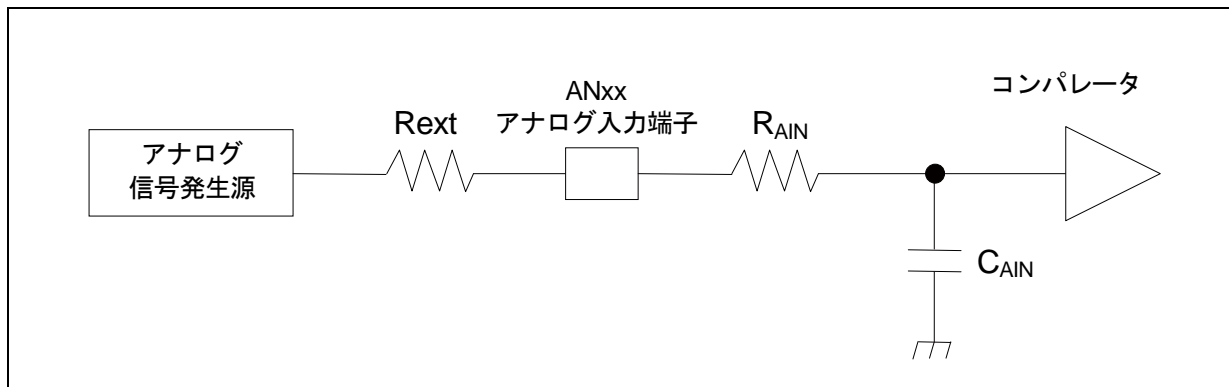 コンパレータ
ANxx
アナログ入力端子
Rext
RAIN
アナログ
信号発生源
CAIN